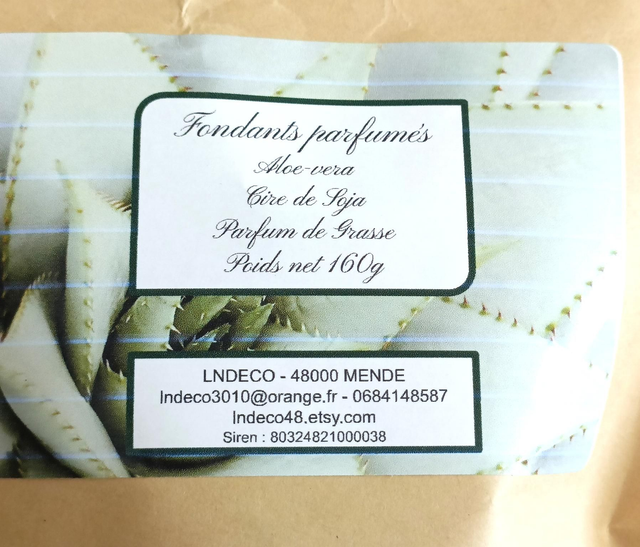 Fondants parfumés
Aloe-vera
Cire de Soja
Parfum de Grasse
Poids net 160g
LNDECO - 48000 MENDE
lndeco3010@orange.fr - 0684148587
lndeco48.etsy.com
Siren : 80324821000038